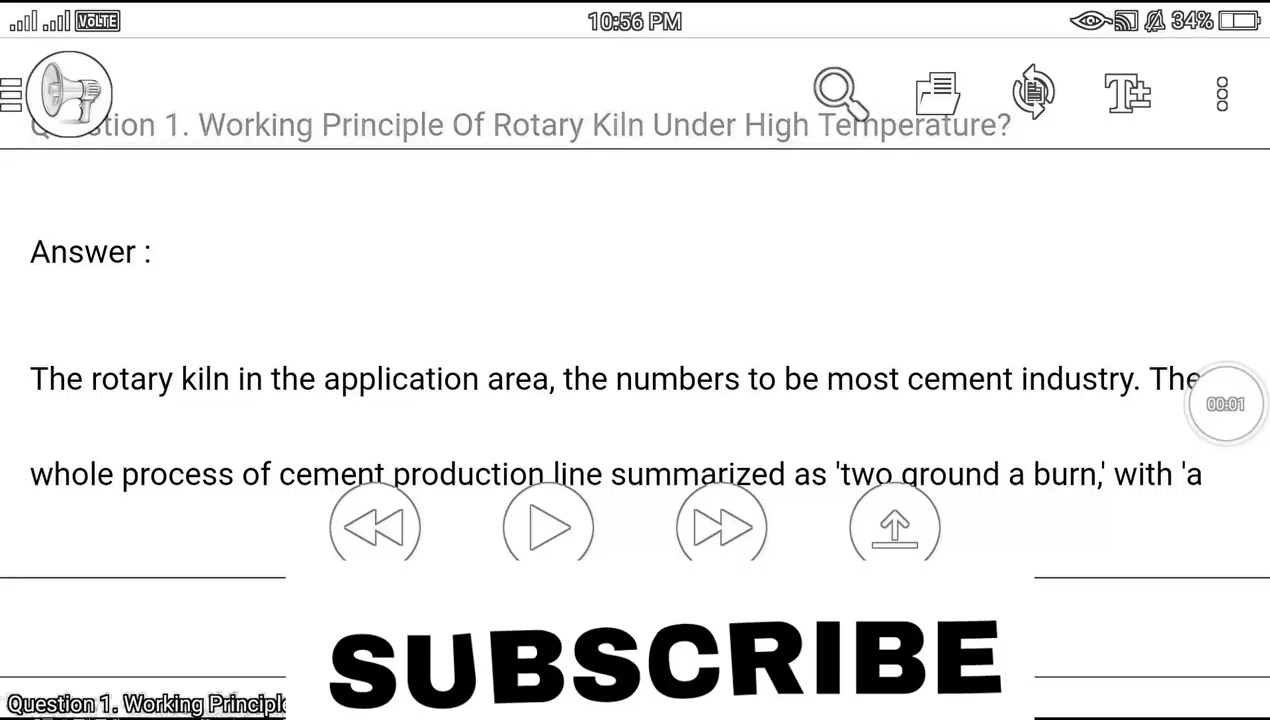 VoLTE 10:56 PM 34%
Question 1. Working Principle Of Rotary Kiln Under High Temperature?
Answer :
The rotary kiln in the application area, the numbers to be most cement industry. The
00:01
whole process of cement production line summarized as 'two ground a burn,' with 'a
SUBSCRIBE
Question 1. Working Principle